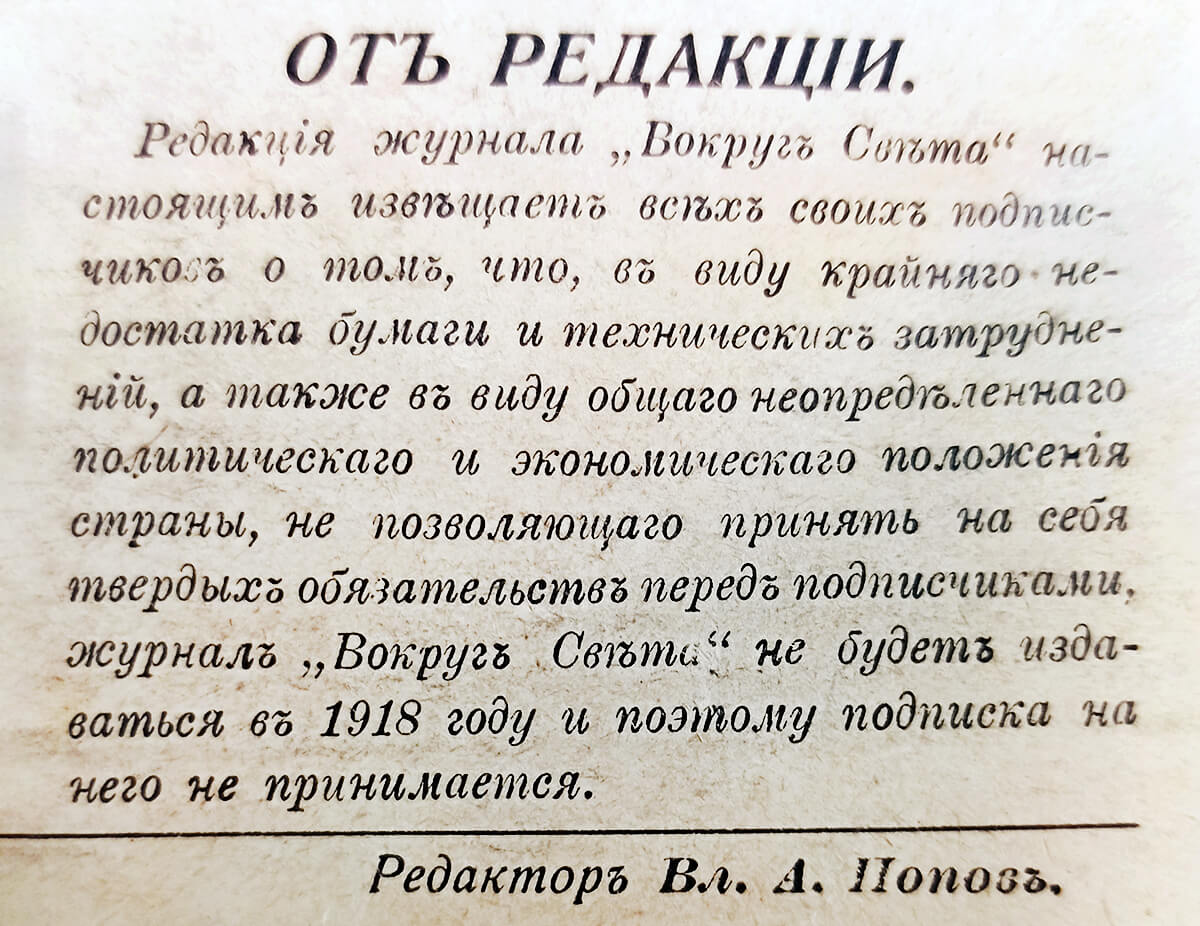 ОТЪ РЕДАКЦІИ.
Редакція журнала „Вокругъ Свѣта“ на-
стоящимъ извѣщаетъ всѣхъ своихъ подпис-
чиковъ о томъ, что, въ виду крайняго не-
достатка бумаги и техническихъ затрудне-
ній, а также въ виду общаго неопредѣленнаго
политическаго и экономическаго положенія
страны, не позволяющаго принять на себя
твердыхъ обязательствъ передъ подписчиками,
журналъ „Вокругъ Свѣта“ не будетъ изда-
ваться въ 1918 году и поэтому подписка на
него не принимается.
Редакторъ Вл. А. Поповъ.